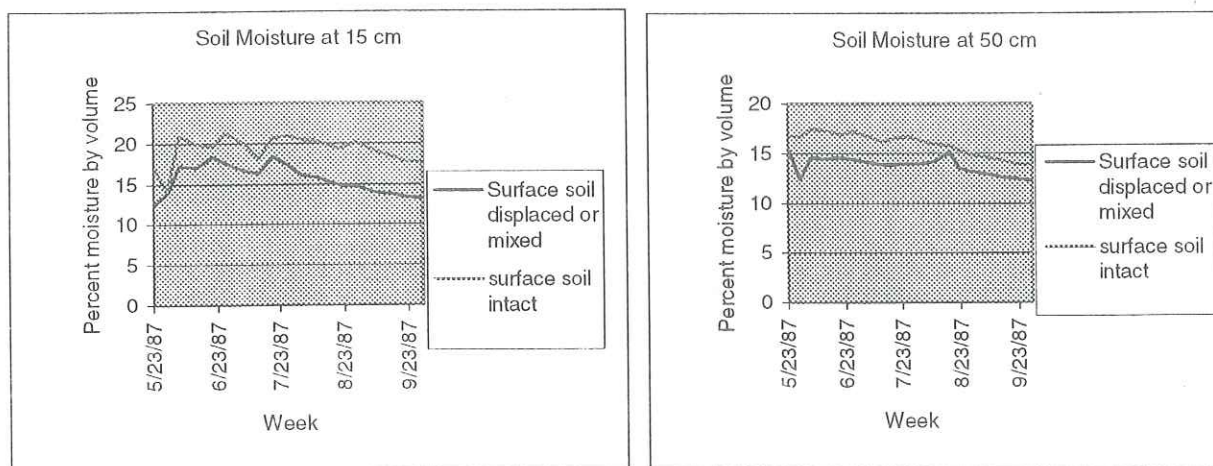 Soil Moisture at 15 cm
Percent moisture by volume
25
20
15
10
5
0
5/23/87
6/23/87
7/23/87
8/23/87
9/23/87
Week
Surface soil
displaced or
mixed
surface soil
intact
Soil Moisture at 50 cm
Percent moisture by volume
20
15
10
5
0
5/23/87
6/23/87
7/23/87
8/23/87
9/23/87
Week
Surface soil
displaced or
mixed
surface soil
intact